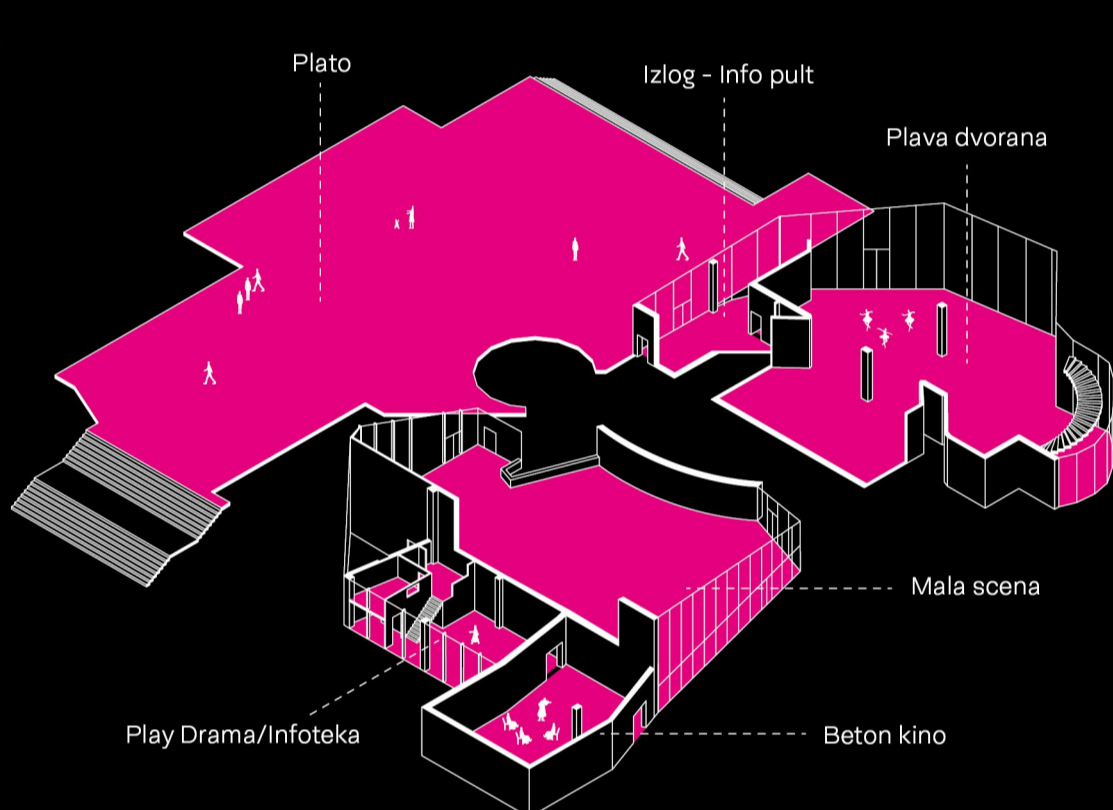 Plato
Izlog - Info pult
Plava dvorana
Mala scena
Play Drama/Infoteka
Beton kino